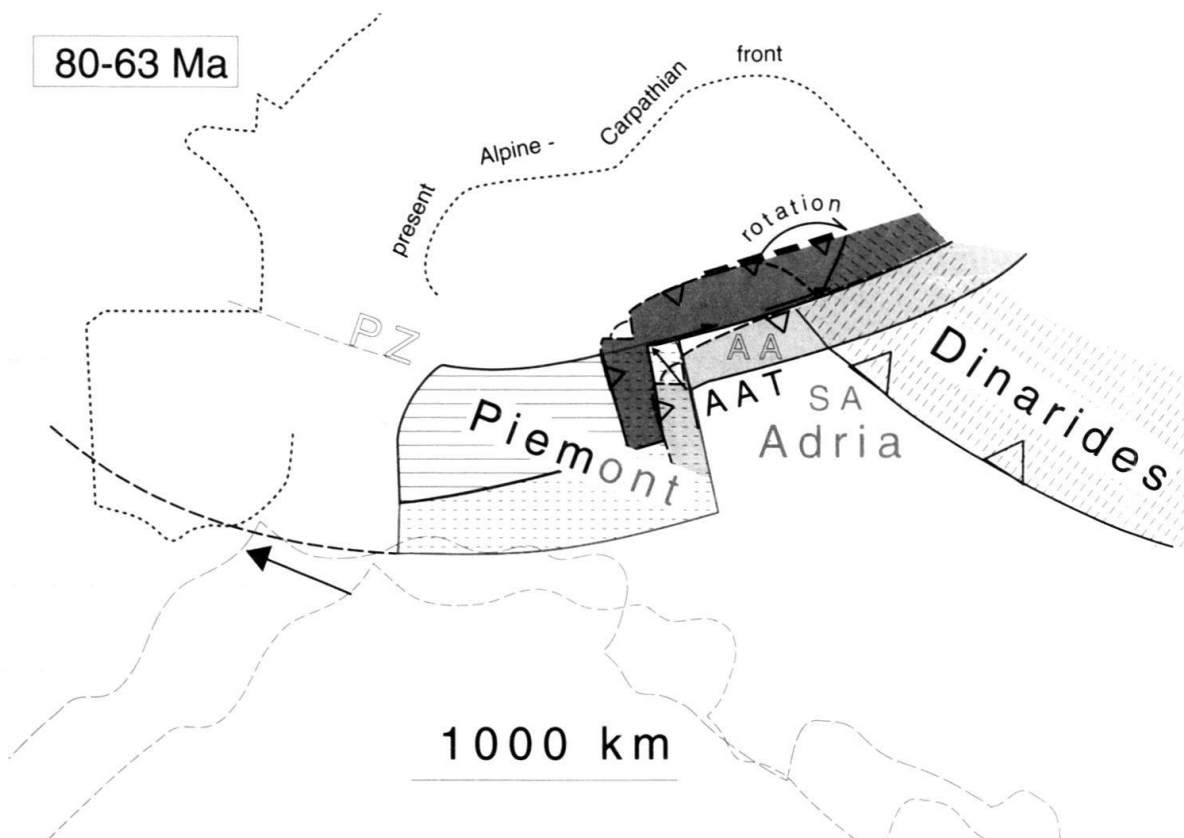 80-63 Ma
front
Carpathian
Alpine -
present
rotation
PZ
AA
AAT
SA
Adria
Piemont
Dinarides
1000 km